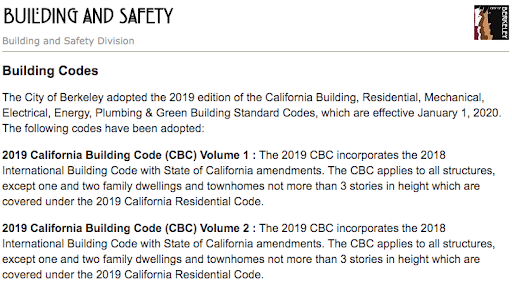 BUILDING AND SAFETY
BERKELEY
Building and Safety Division
Building Codes
The City of Berkeley adopted the 2019 edition of the California Building, Residential, Mechanical,
Electrical, Energy, Plumbing & Green Building Standard Codes, which are effective January 1, 2020.
The following codes have been adopted:
2019 California Building Code (CBC) Volume 1 : The 2019 CBC incorporates the 2018
International Building Code with State of California amendments. The CBC applies to all structures,
except one and two family dwellings and townhomes not more than 3 stories in height which are
covered under the 2019 California Residential Code.
2019 California Building Code (CBC) Volume 2 : The 2019 CBC incorporates the 2018
International Building Code with State of California amendments. The CBC applies to all structures,
except one and two family dwellings and townhomes not more than 3 stories in height which are
covered under the 2019 California Residential Code.